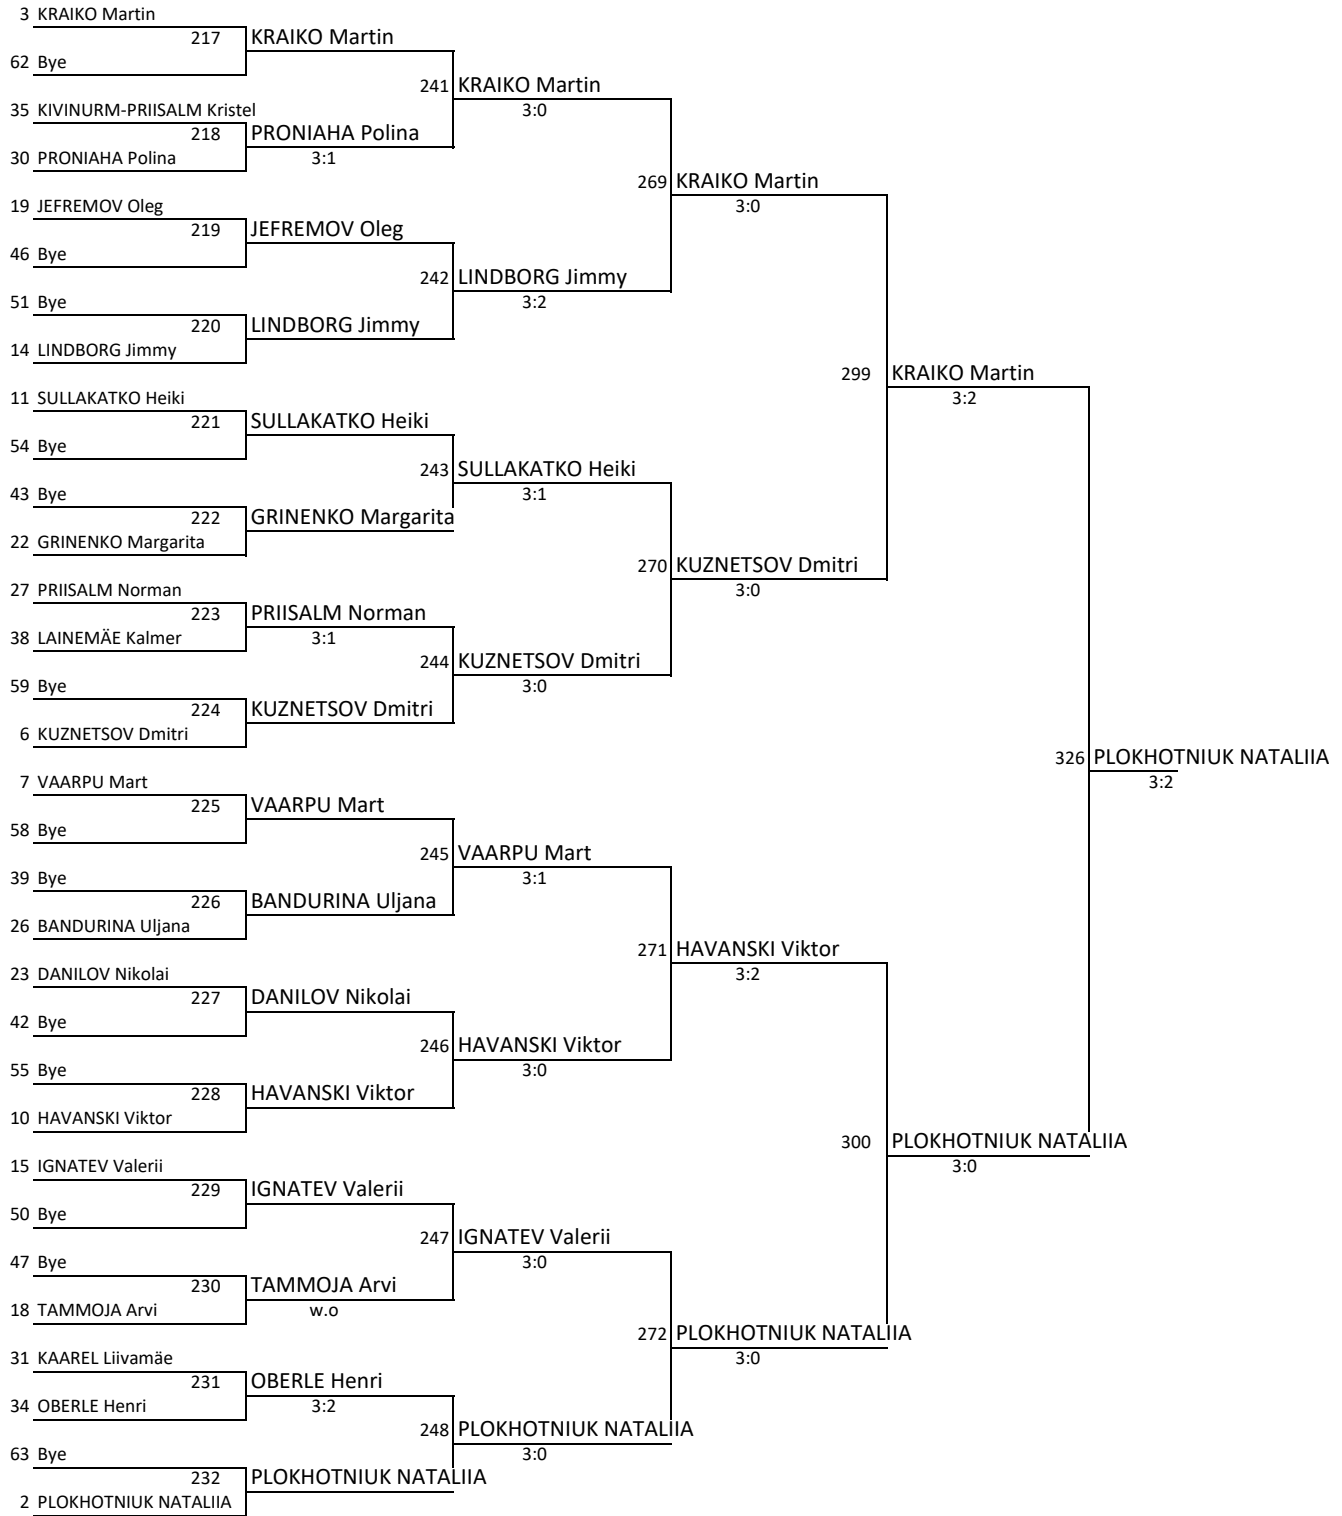 3 KRAIKO Martin
217 KRAIKO Martin
62 Bye
241 KRAIKO Martin
3:0
35 KIVINURM-PRIISALM Kristel
218 PRONIAHA Polina
30 PRONIAHA Polina 3:1
269 KRAIKO Martin
3:0
19 JEFREMOV Oleg
219 JEFREMOV Oleg
46 Bye
242 LINDBORG Jimmy
3:2
51 Bye
220 LINDBORG Jimmy
14 LINDBORG Jimmy
299 KRAIKO Martin
3:2
11 SULLAKATKO Heiki
221 SULLAKATKO Heiki
54 Bye
243 SULLAKATKO Heiki
3:1
43 Bye
222 GRINENKO Margarita
22 GRINENKO Margarita
270 KUZNETSOV Dmitri
3:0
27 PRIISALM Norman
223 PRIISALM Norman
38 LAINEMÄE Kalmer 3:1
244 KUZNETSOV Dmitri
3:0
59 Bye
224 KUZNETSOV Dmitri
6 KUZNETSOV Dmitri
326 PLOKHOTNIUK NATALIIA
3:2
7 VAARPU Mart
225 VAARPU Mart
58 Bye
245 VAARPU Mart
3:1
39 Bye
226 BANDURINA Uljana
26 BANDURINA Uljana
271 HAVANSKI Viktor
3:2
23 DANILOV Nikolai
227 DANILOV Nikolai
42 Bye
246 HAVANSKI Viktor
3:0
55 Bye
228 HAVANSKI Viktor
10 HAVANSKI Viktor
300 PLOKHOTNIUK NATALIIA
3:0
15 IGNATEV Valerii
229 IGNATEV Valerii
50 Bye
247 IGNATEV Valerii
3:0
47 Bye
230 TAMMOJA Arvi
18 TAMMOJA Arvi w.o
272 PLOKHOTNIUK NATALIIA
3:0
31 KAAREL Liivamäe
231 OBERLE Henri
34 OBERLE Henri 3:2
248 PLOKHOTNIUK NATALIIA
3:0
63 Bye
232 PLOKHOTNIUK NATALIIA
2 PLOKHOTNIUK NATALIIA